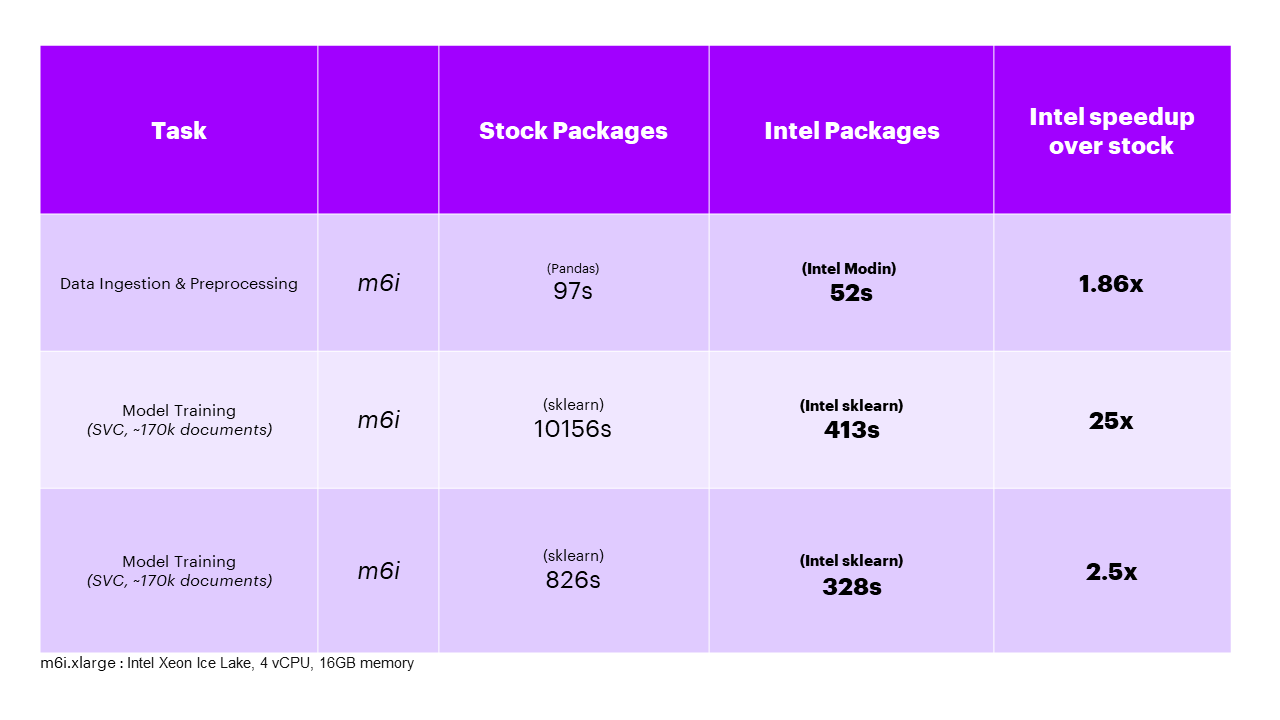 Task
Stock Packages
Intel Packages
Intel speedup
over stock
Data Ingestion & Preprocessing
m6i
(Pandas)
97s
(Intel Modin)
52s
1.86x
Model Training
(SVC, ~170k documents)
m6i
(sklearn)
10156s
(Intel sklearn)
413s
25x
Model Training
(SVC, ~170k documents)
m6i
(sklearn)
826s
(Intel sklearn)
328s
2.5x
m6i.xlarge : Intel Xeon Ice Lake, 4 vCPU, 16GB memory